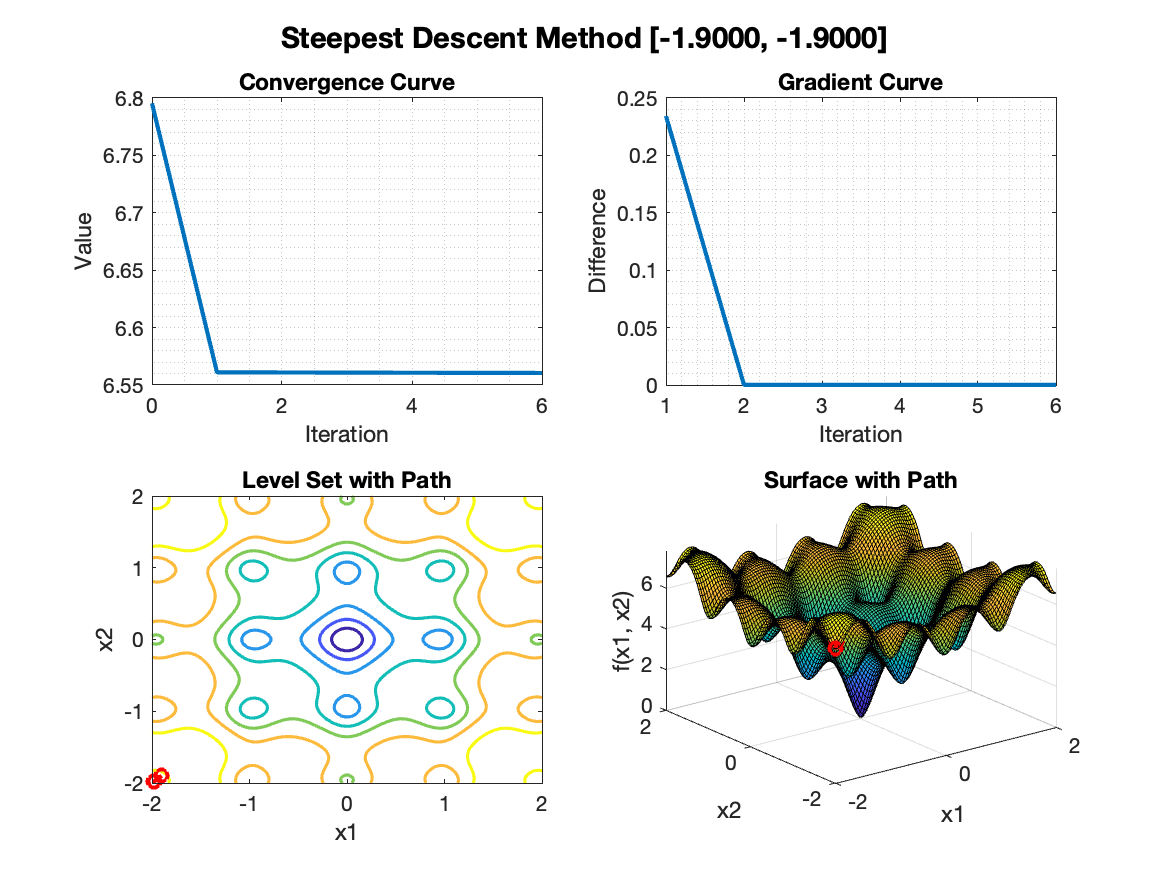 Steepest Descent Method [-1.9000, -1.9000]
Convergence Curve
6.8
6.75
6.7
6.65
6.6
6.55
Value
0 2 4 6
Iteration
Gradient Curve
0.25
0.2
0.15
0.1
0.05
0
Difference
1 2 3 4 5 6
Iteration
Level Set with Path
2
1
0
-1
-2
x2
-2 -1 0 1 2
x1
Surface with Path
6
4
2
0
f(x1, x2)
2
0
-2
x2
-2
0
2
x1